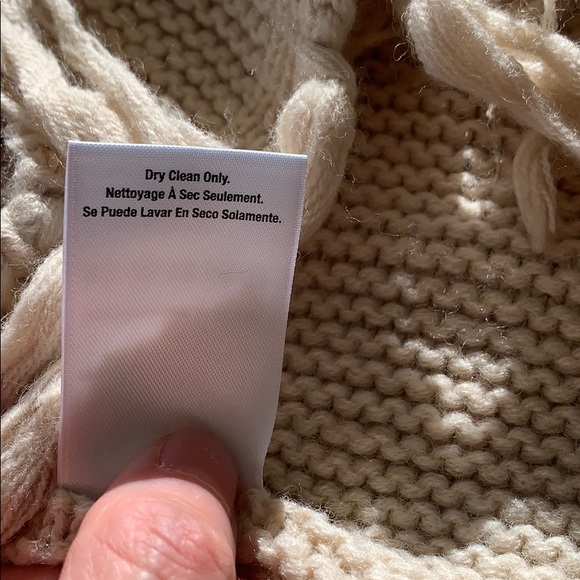 Dry Clean Only.
Nettoyage À Sec Seulement.
Se Puede Lavar En Seco Solamente.